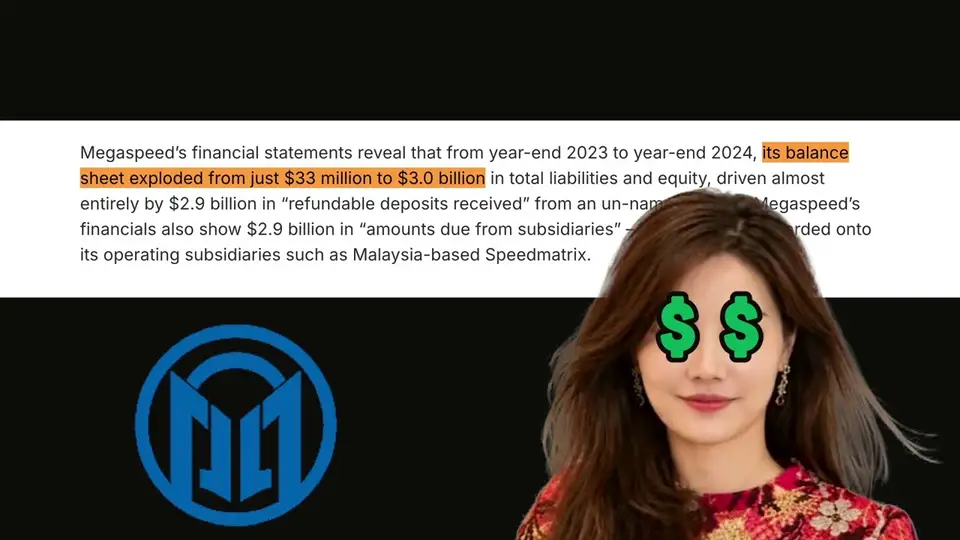 Megaspeed’s financial statements reveal that from year-end 2023 to year-end 2024, its balance
sheet exploded from just $33 million to $3.0 billion in total liabilities and equity, driven almost
entirely by $2.9 billion in “refundable deposits received” from an Megaspeed’s
financials also show $2.9 billion in “amounts due from subsidiaries” onto
its operating subsidiaries such as Malaysia-based Speedmatrix.
$ $